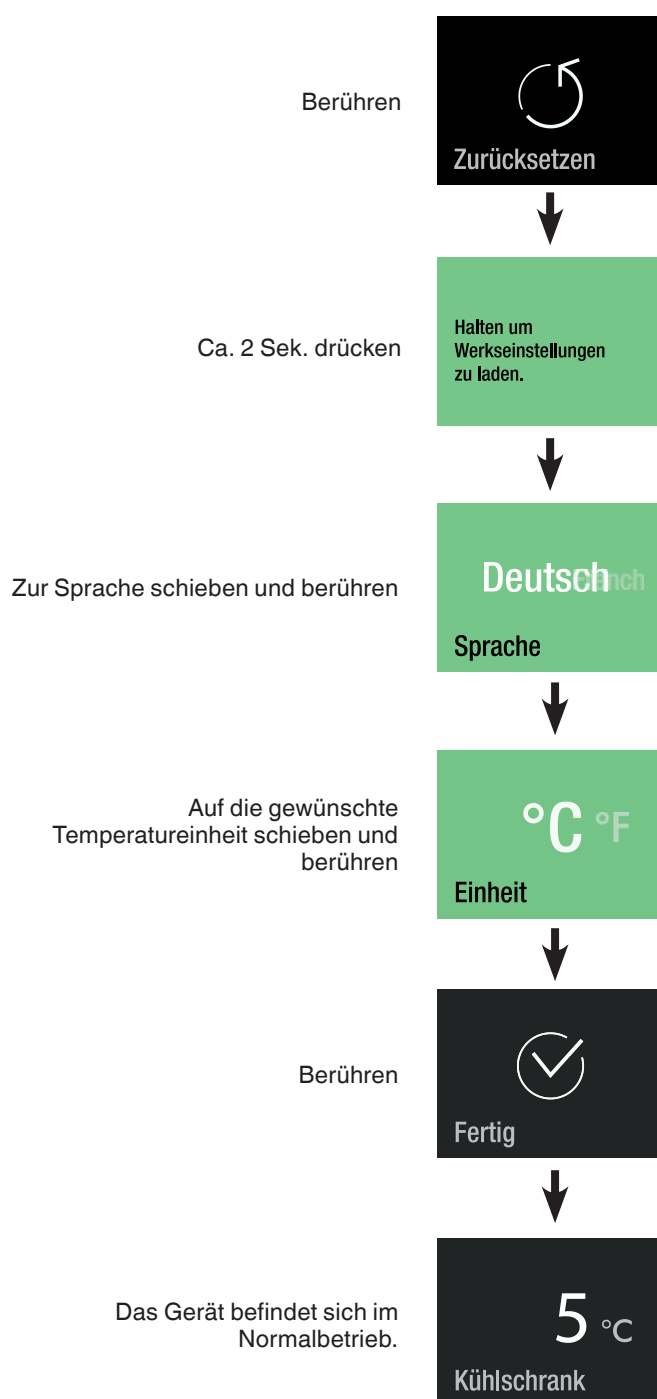 Berühren
Zurücksetzen
Ca. 2 Sek. drücken
Halten um
Werkseinstellungen
zu laden.
Zur Sprache schieben und berühren
Deutsch
Sprache
Auf die gewünschte
Temperatureinheit schieben und
berühren
°C °F
Einheit
Berühren
Fertig
Das Gerät befindet sich im
Normalbetrieb.
5 °C
Kühlschrank